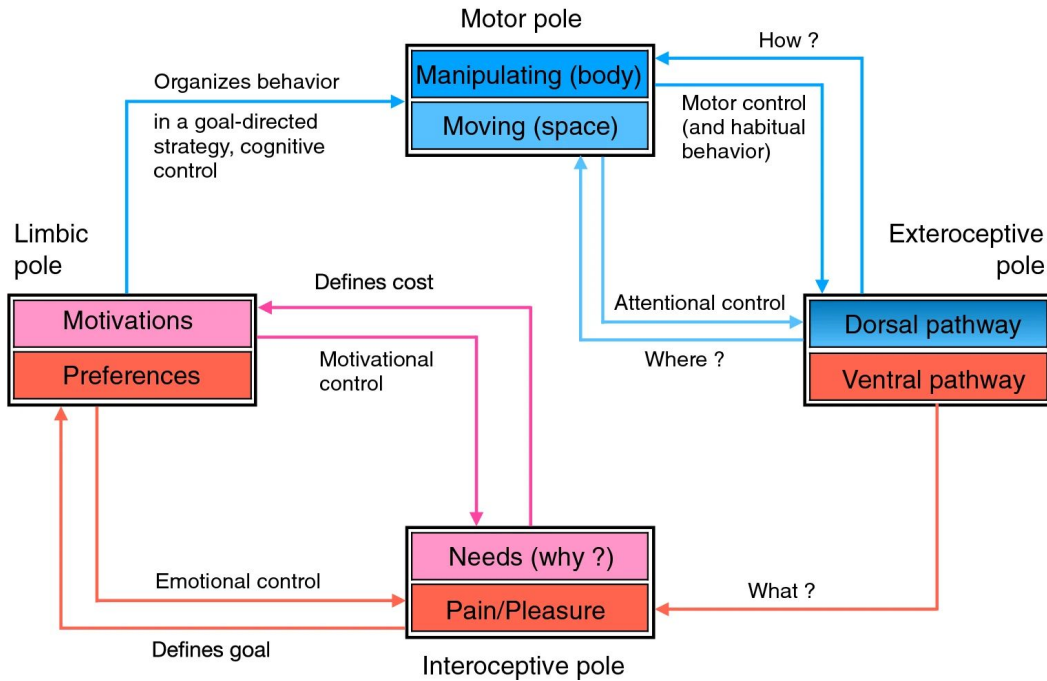 Motor pole
How ?
Manipulating (body)
Moving (space)
Organizes behavior
in a goal-directed
strategy, cognitive
control
Motor control
(and habitual
behavior)
Limbic
pole
Exteroceptive
pole
Defines cost
Attentional control
Motivations
Preferences
Motivational
control
Where ?
Dorsal pathway
Ventral pathway
Needs (why ?)
Pain/Pleasure
Emotional control
What ?
Defines goal
Interoceptive pole